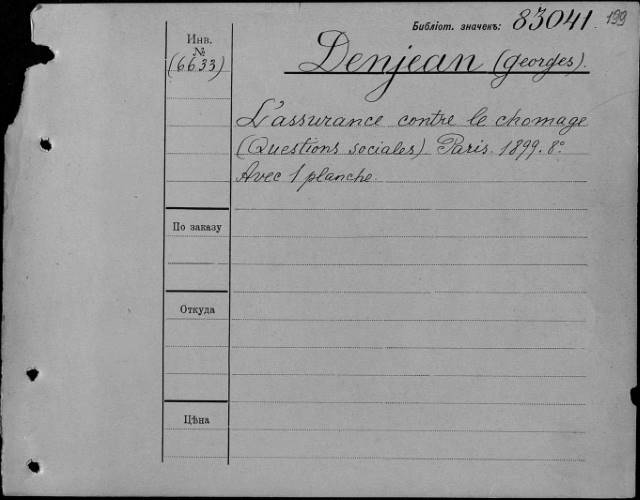 Библіот. значекъ: 83041. 199
Инв.
№
(6633)
Denjean (Georges).
L'assurance contre le chomage
(Questions sociales) Paris. 1899. 8°.
Avec 1 planche.
По заказу
Откуда
Цѣна